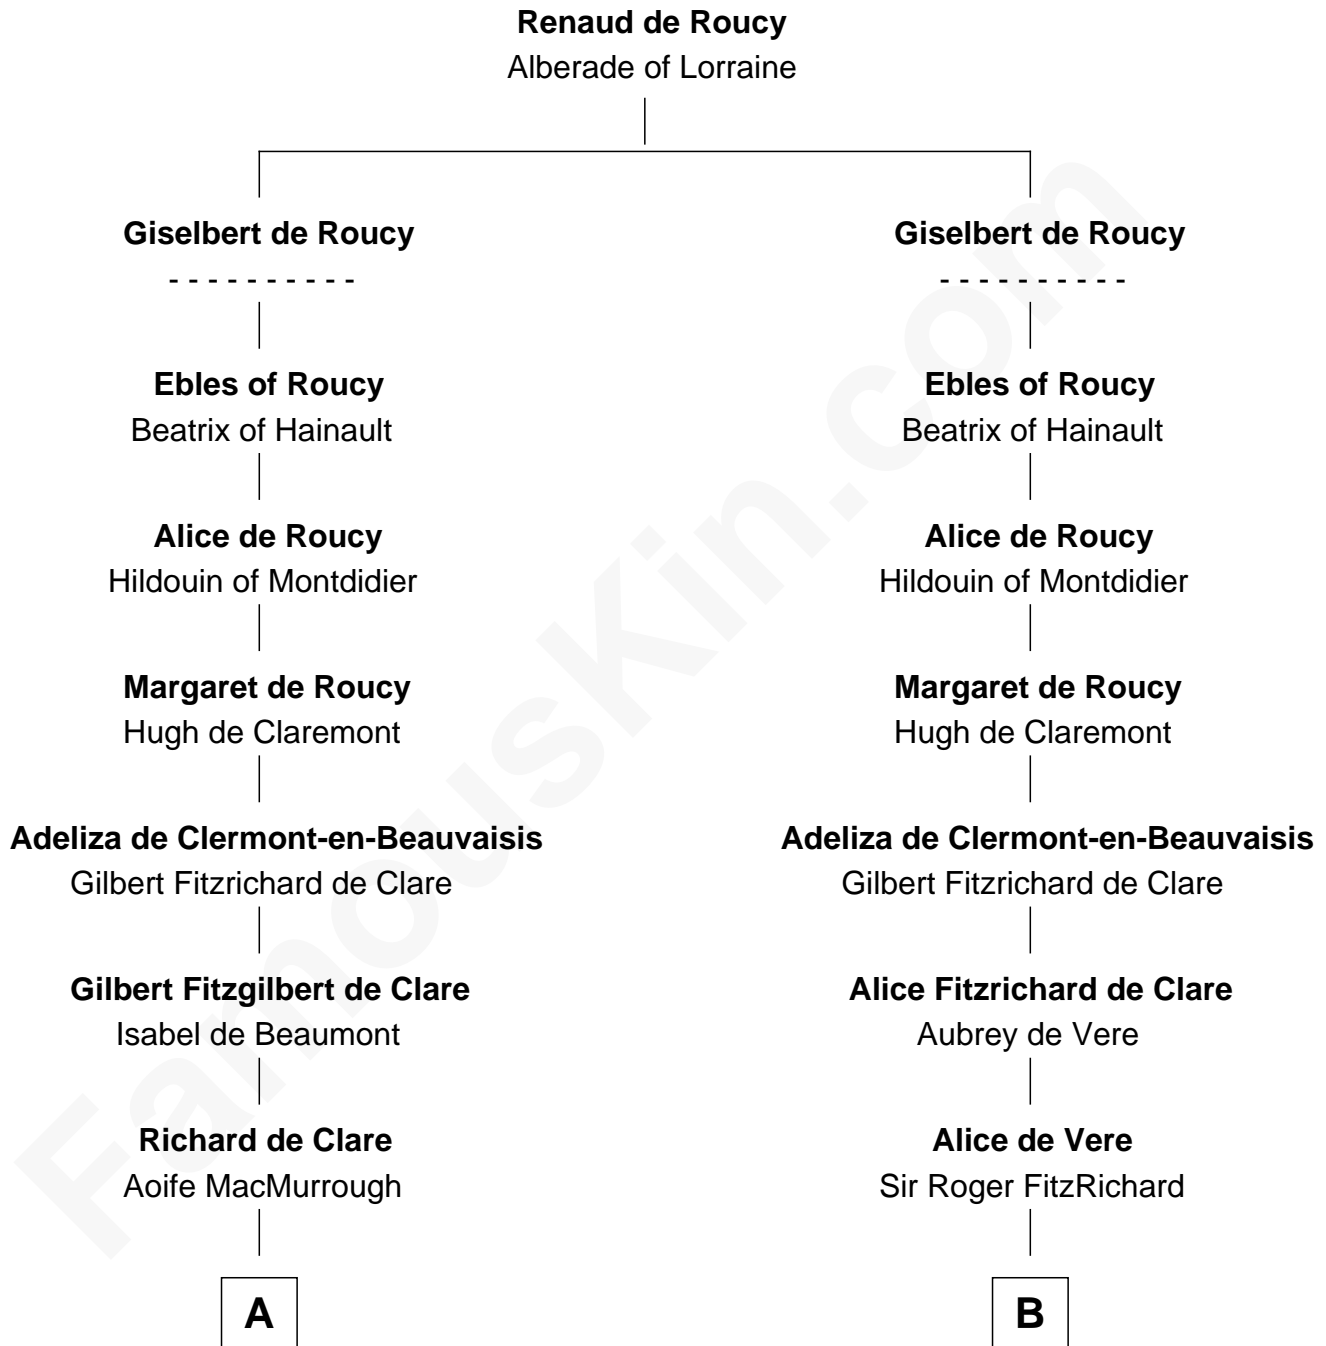 Renaud de Roucy
Alberade of Lorraine
Giselbert de Roucy
- - - - - - - - - -
Ebles of Roucy
Beatrix of Hainault
Alice de Roucy
Hildouin of Montdidier
Margaret de Roucy
Hugh de Claremont
Adeliza de Clermont-en-Beauvaisis
Gilbert Fitzrichard de Clare
Gilbert Fitzgilbert de Clare
Isabel de Beaumont
Richard de Clare
Aoife MacMurrough
A
Giselbert de Roucy
- - - - - - - - - -
Ebles of Roucy
Beatrix of Hainault
Alice de Roucy
Hildouin of Montdidier
Margaret de Roucy
Hugh de Claremont
Adeliza de Clermont-en-Beauvaisis
Gilbert Fitzrichard de Clare
Alice Fitzrichard de Clare
Aubrey de Vere
Alice de Vere
Sir Roger FitzRichard
B
FamousKin.com